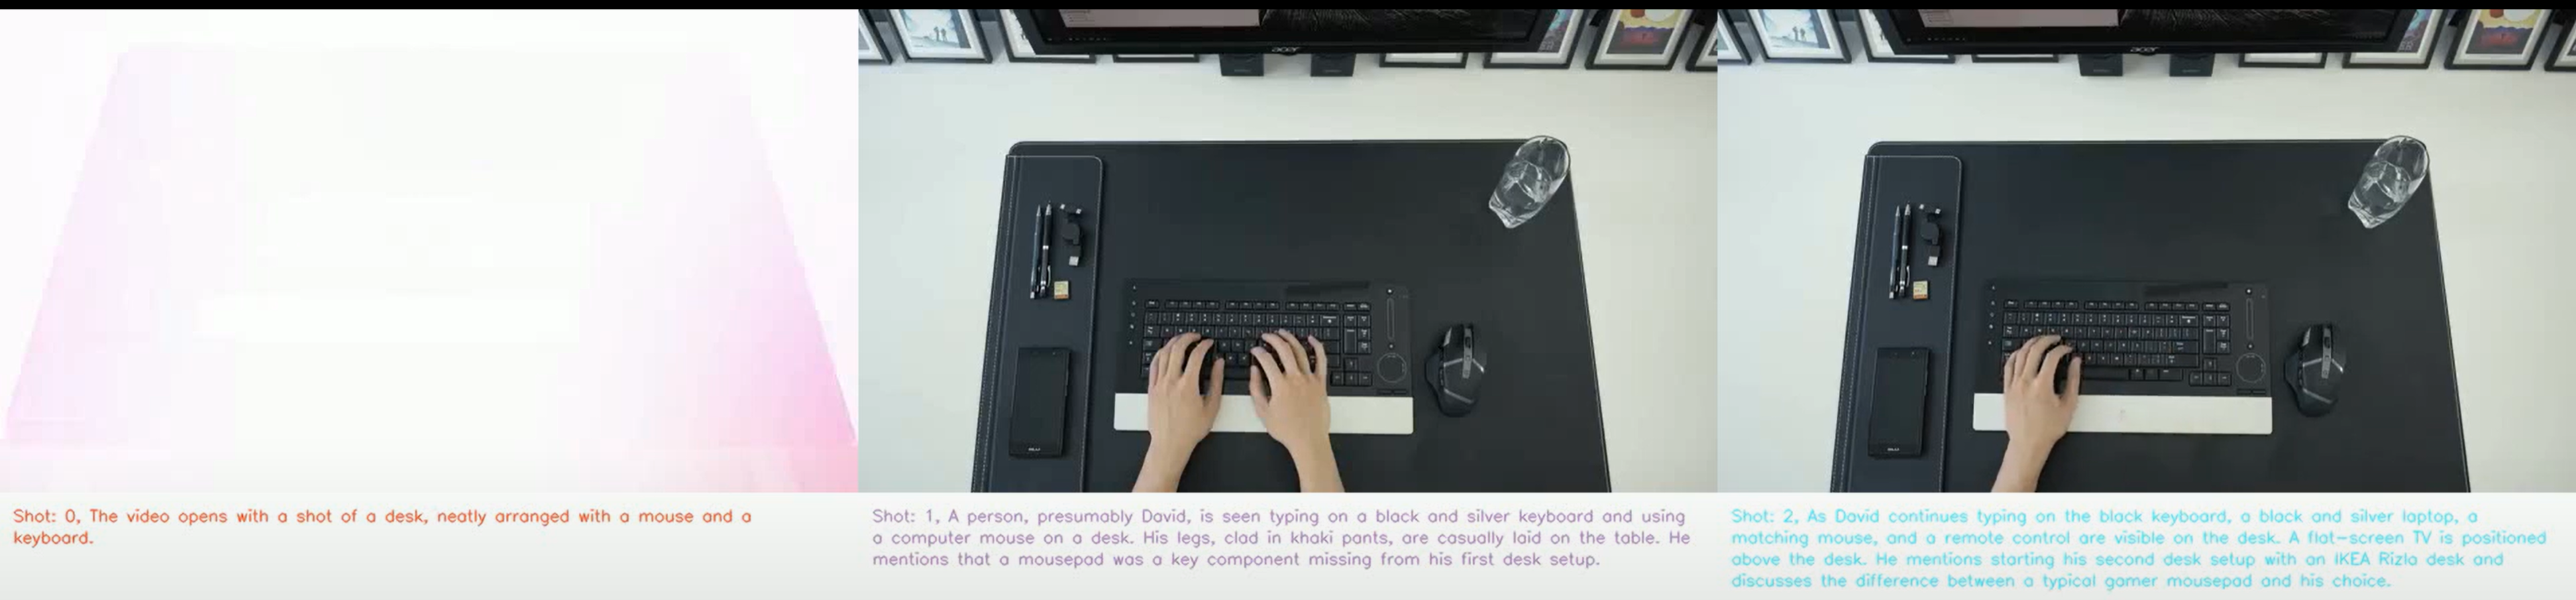 acer
acer
BLU
BLU
Shot: 0, The video opens with a shot of a desk, neatly arranged with a mouse and a
keyboard.
Shot: 1, A person, presumably David, is seen typing on a black and silver keyboard and using
a computer mouse on a desk. His legs, clad in khaki pants, are casually laid on the table. He
mentions that a mousepad was a key component missing from his first desk setup.
Shot: 2, As David continues typing on the black keyboard, a black and silver laptop, a
matching mouse, and a remote control are visible on the desk. A flat-screen TV is positioned
above the desk. He mentions starting his second desk setup with an IKEA Rizla desk and
discusses the difference between a typical gamer mousepad and his choice.